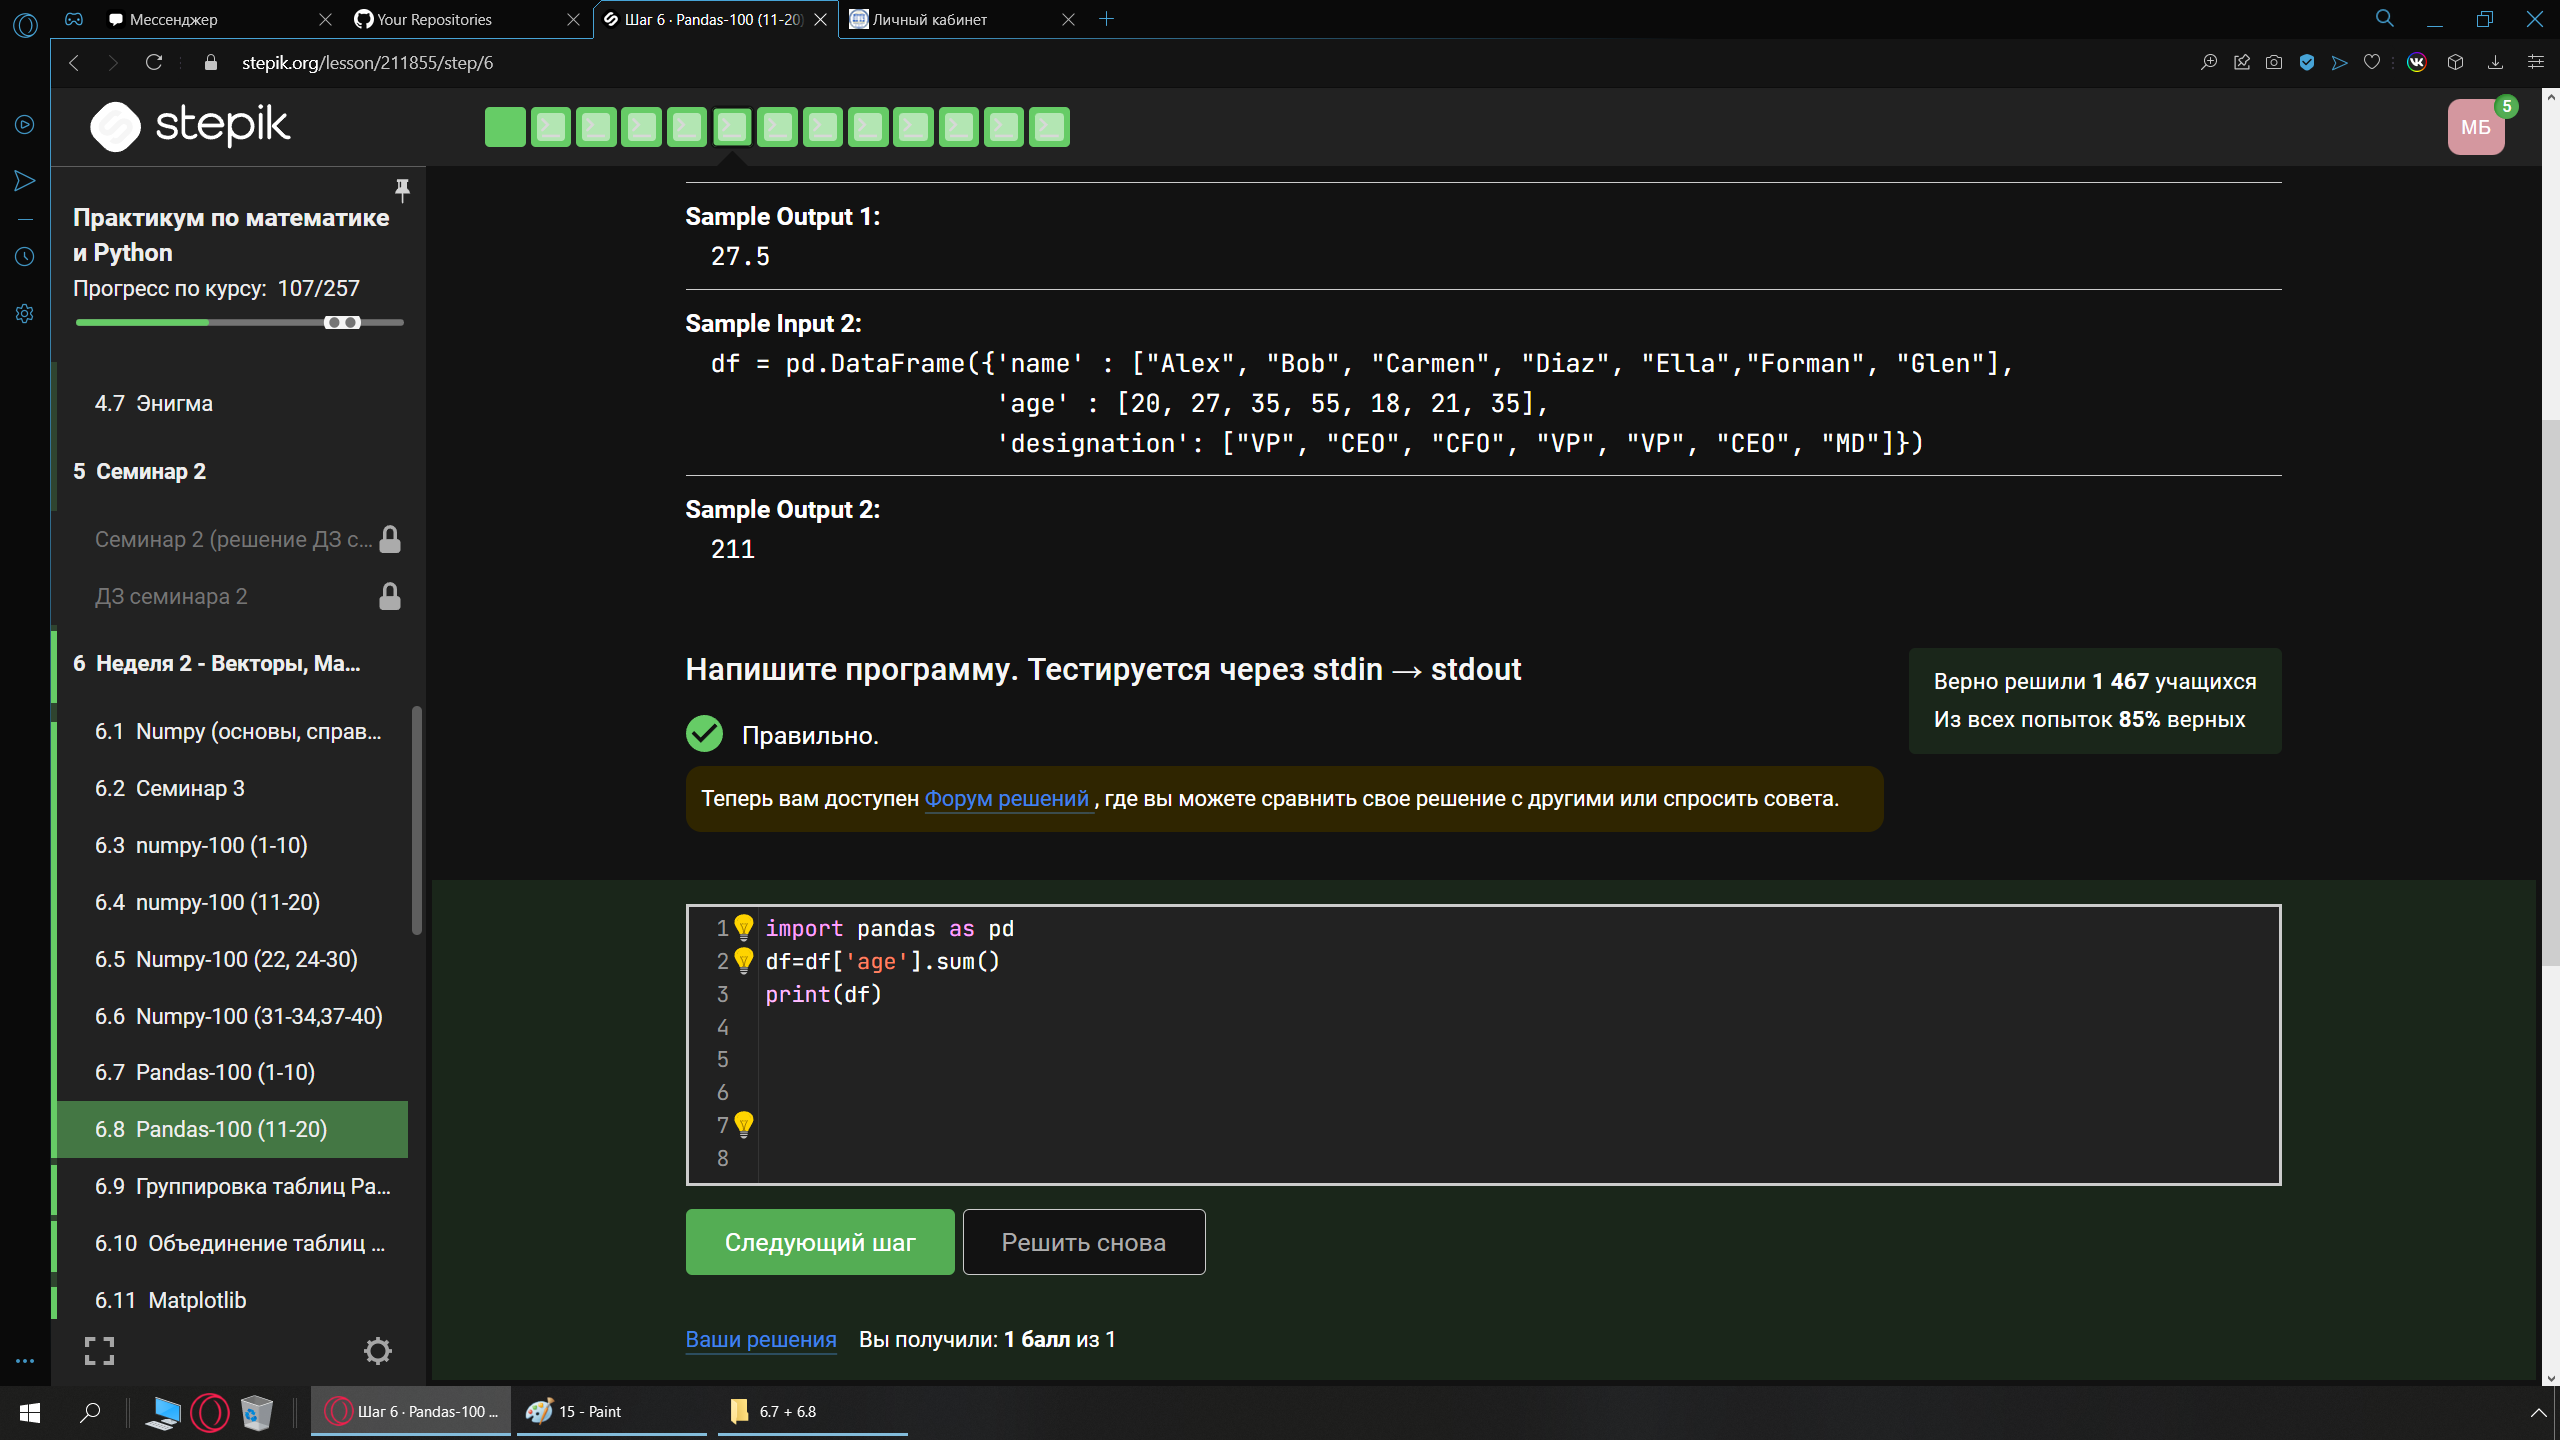 Мессенджер
Your Repositories
Шаг 6 · Pandas-100 (11-20)
Личный кабинет
stepik.org/lesson/211855/step/6
stepik
МБ
5
Практикум по математике
и Python
Прогресс по курсу: 107/257
4.7 Энигма
5 Семинар 2
Семинар 2 (решение ДЗ с...
ДЗ семинара 2
6 Неделя 2 - Векторы, Ма...
6.1 Numpy (основы, справ...
6.2 Семинар 3
6.3 numpy-100 (1-10)
6.4 numpy-100 (11-20)
6.5 Numpy-100 (22, 24-30)
6.6 Numpy-100 (31-34,37-40)
6.7 Pandas-100 (1-10)
6.8 Pandas-100 (11-20)
6.9 Группировка таблиц Pa...
6.10 Объединение таблиц ...
6.11 Matplotlib
Sample Output 1:
27.5
Sample Input 2:
df = pd.DataFrame({'name' : ["Alex", "Bob", "Carmen", "Diaz", "Ella","Forman", "Glen"],
'age' : [20, 27, 35, 55, 18, 21, 35],
'designation': ["VP", "CEO", "CFO", "VP", "VP", "CEO", "MD"]})
Sample Output 2:
211
Напишите программу. Тестируется через stdin → stdout
Верно решили 1 467 учащихся
Из всех попыток 85% верных
Правильно.
Теперь вам доступен Форум решений , где вы можете сравнить свое решение с другими или спросить совета.
1 import pandas as pd
2 df=df['age'].sum()
3 print(df)
4
5
6
7
8
Следующий шаг
Решить снова
Ваши решения Вы получили: 1 балл из 1
Шаг 6 · Pandas-100 ...
15 - Paint
6.7 + 6.8